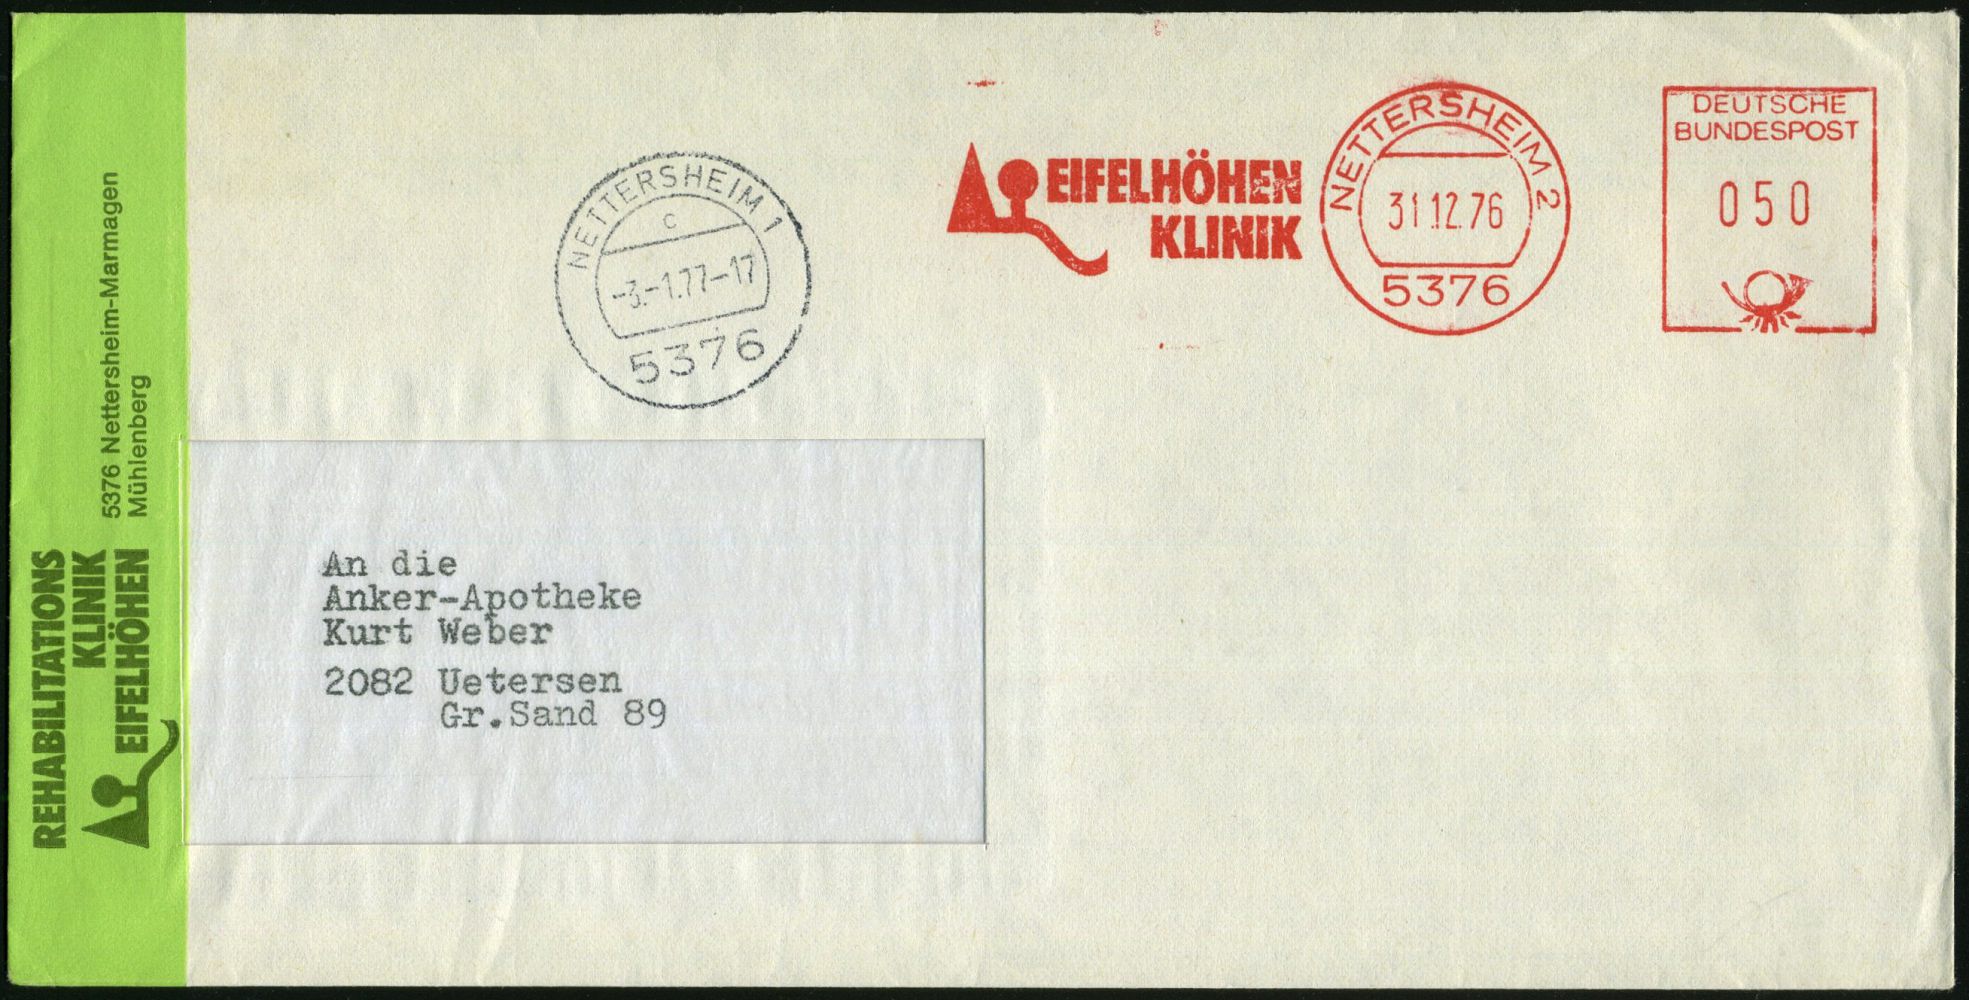 REHABILITATIONS
KLINIK
EIFELHÖHEN
5376 Nettersheim-Marmagen
Mühlenberg
NETTERSHEIM 1
c
-3.-1.77-17
5376
EIFELHÖHEN
KLINIK
NETTERSHEIM 2
31.12.76
5376
DEUTSCHE
BUNDESPOST
050
An die
Anker-Apotheke
Kurt Weber
2082 Uetersen
Gr.Sand 89